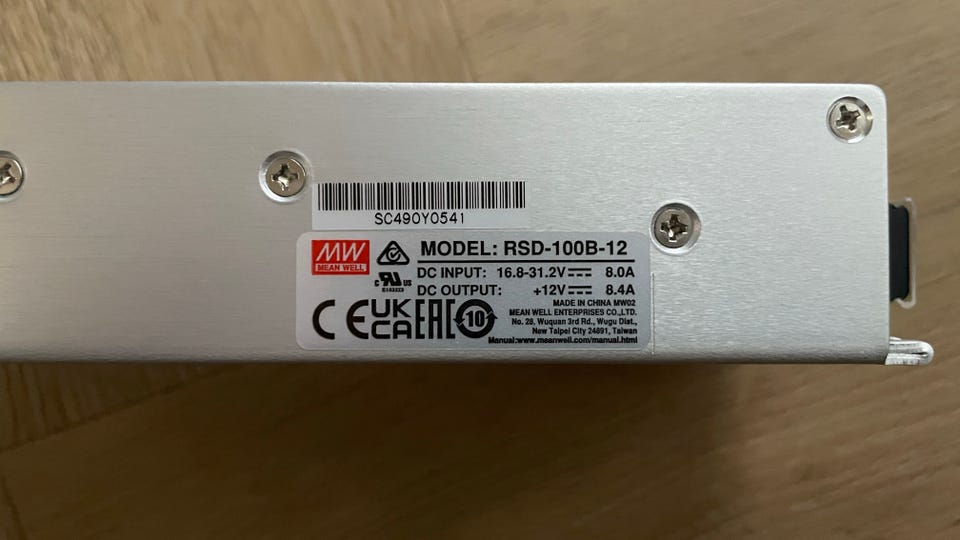 SC490Y0541
MW
MEAN WELL
MODEL: RSD-100B-12
DC INPUT: 16.8-31.2V⎓ 8.0A
DC OUTPUT: +12V⎓ 8.4A
c UL US
CE UK CA EAC 10
MADE IN CHINA MW02
MEAN WELL ENTERPRISES CO.,LTD.
No. 28, Wuquan 3rd Rd., Wugu Dist.,
New Taipei City 24891, Taiwan
Manual:www.meanwell.com/manual.html